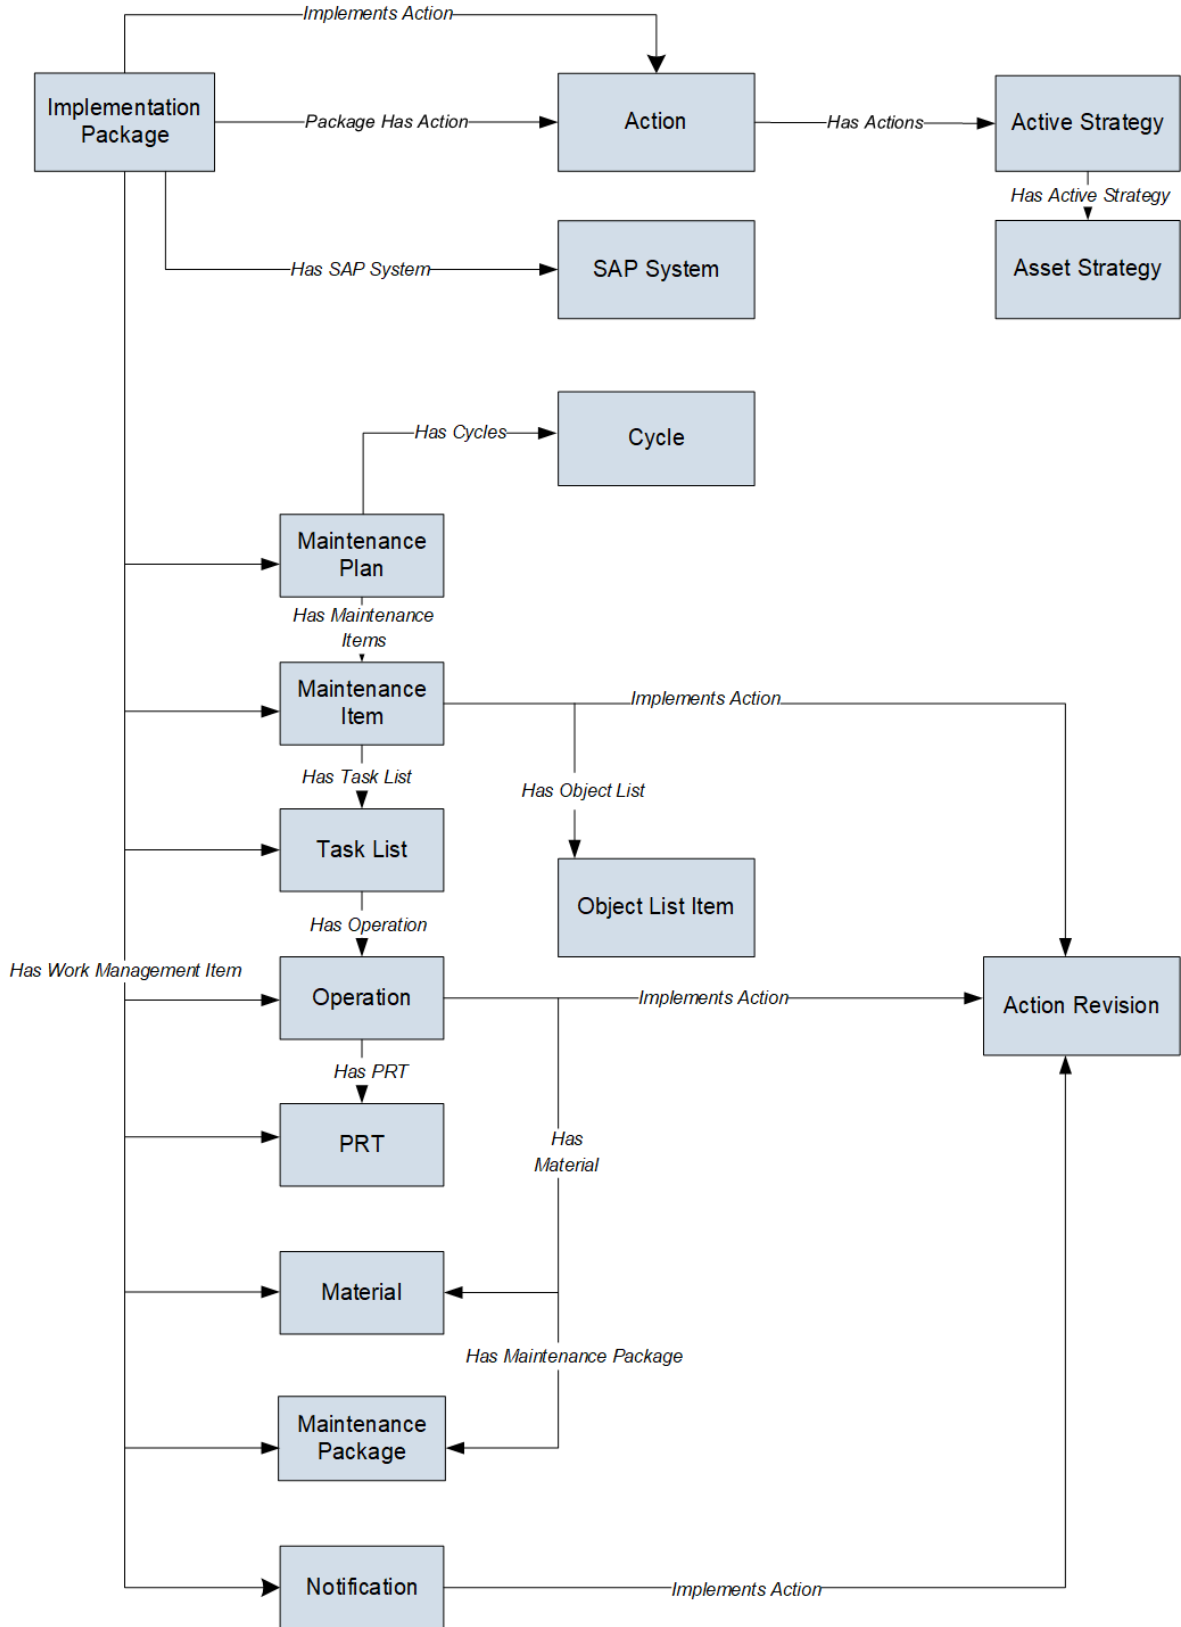 Implements Action
Implementation
Package
Package Has Action
Action
Has Actions
Active Strategy
Has Active Strategy
Has SAP System
SAP System
Asset Strategy
Has Cycles
Cycle
Maintenance
Plan
Has Maintenance
Items
Maintenance
Item
Implements Action
Has Task List
Has Object List
Task List
Object List Item
Has Operation
Has Work Management Item
Operation
Implements Action
Action Revision
Has PRT
PRT
Has
Material
Material
Has Maintenance Package
Maintenance
Package
Notification
Implements Action